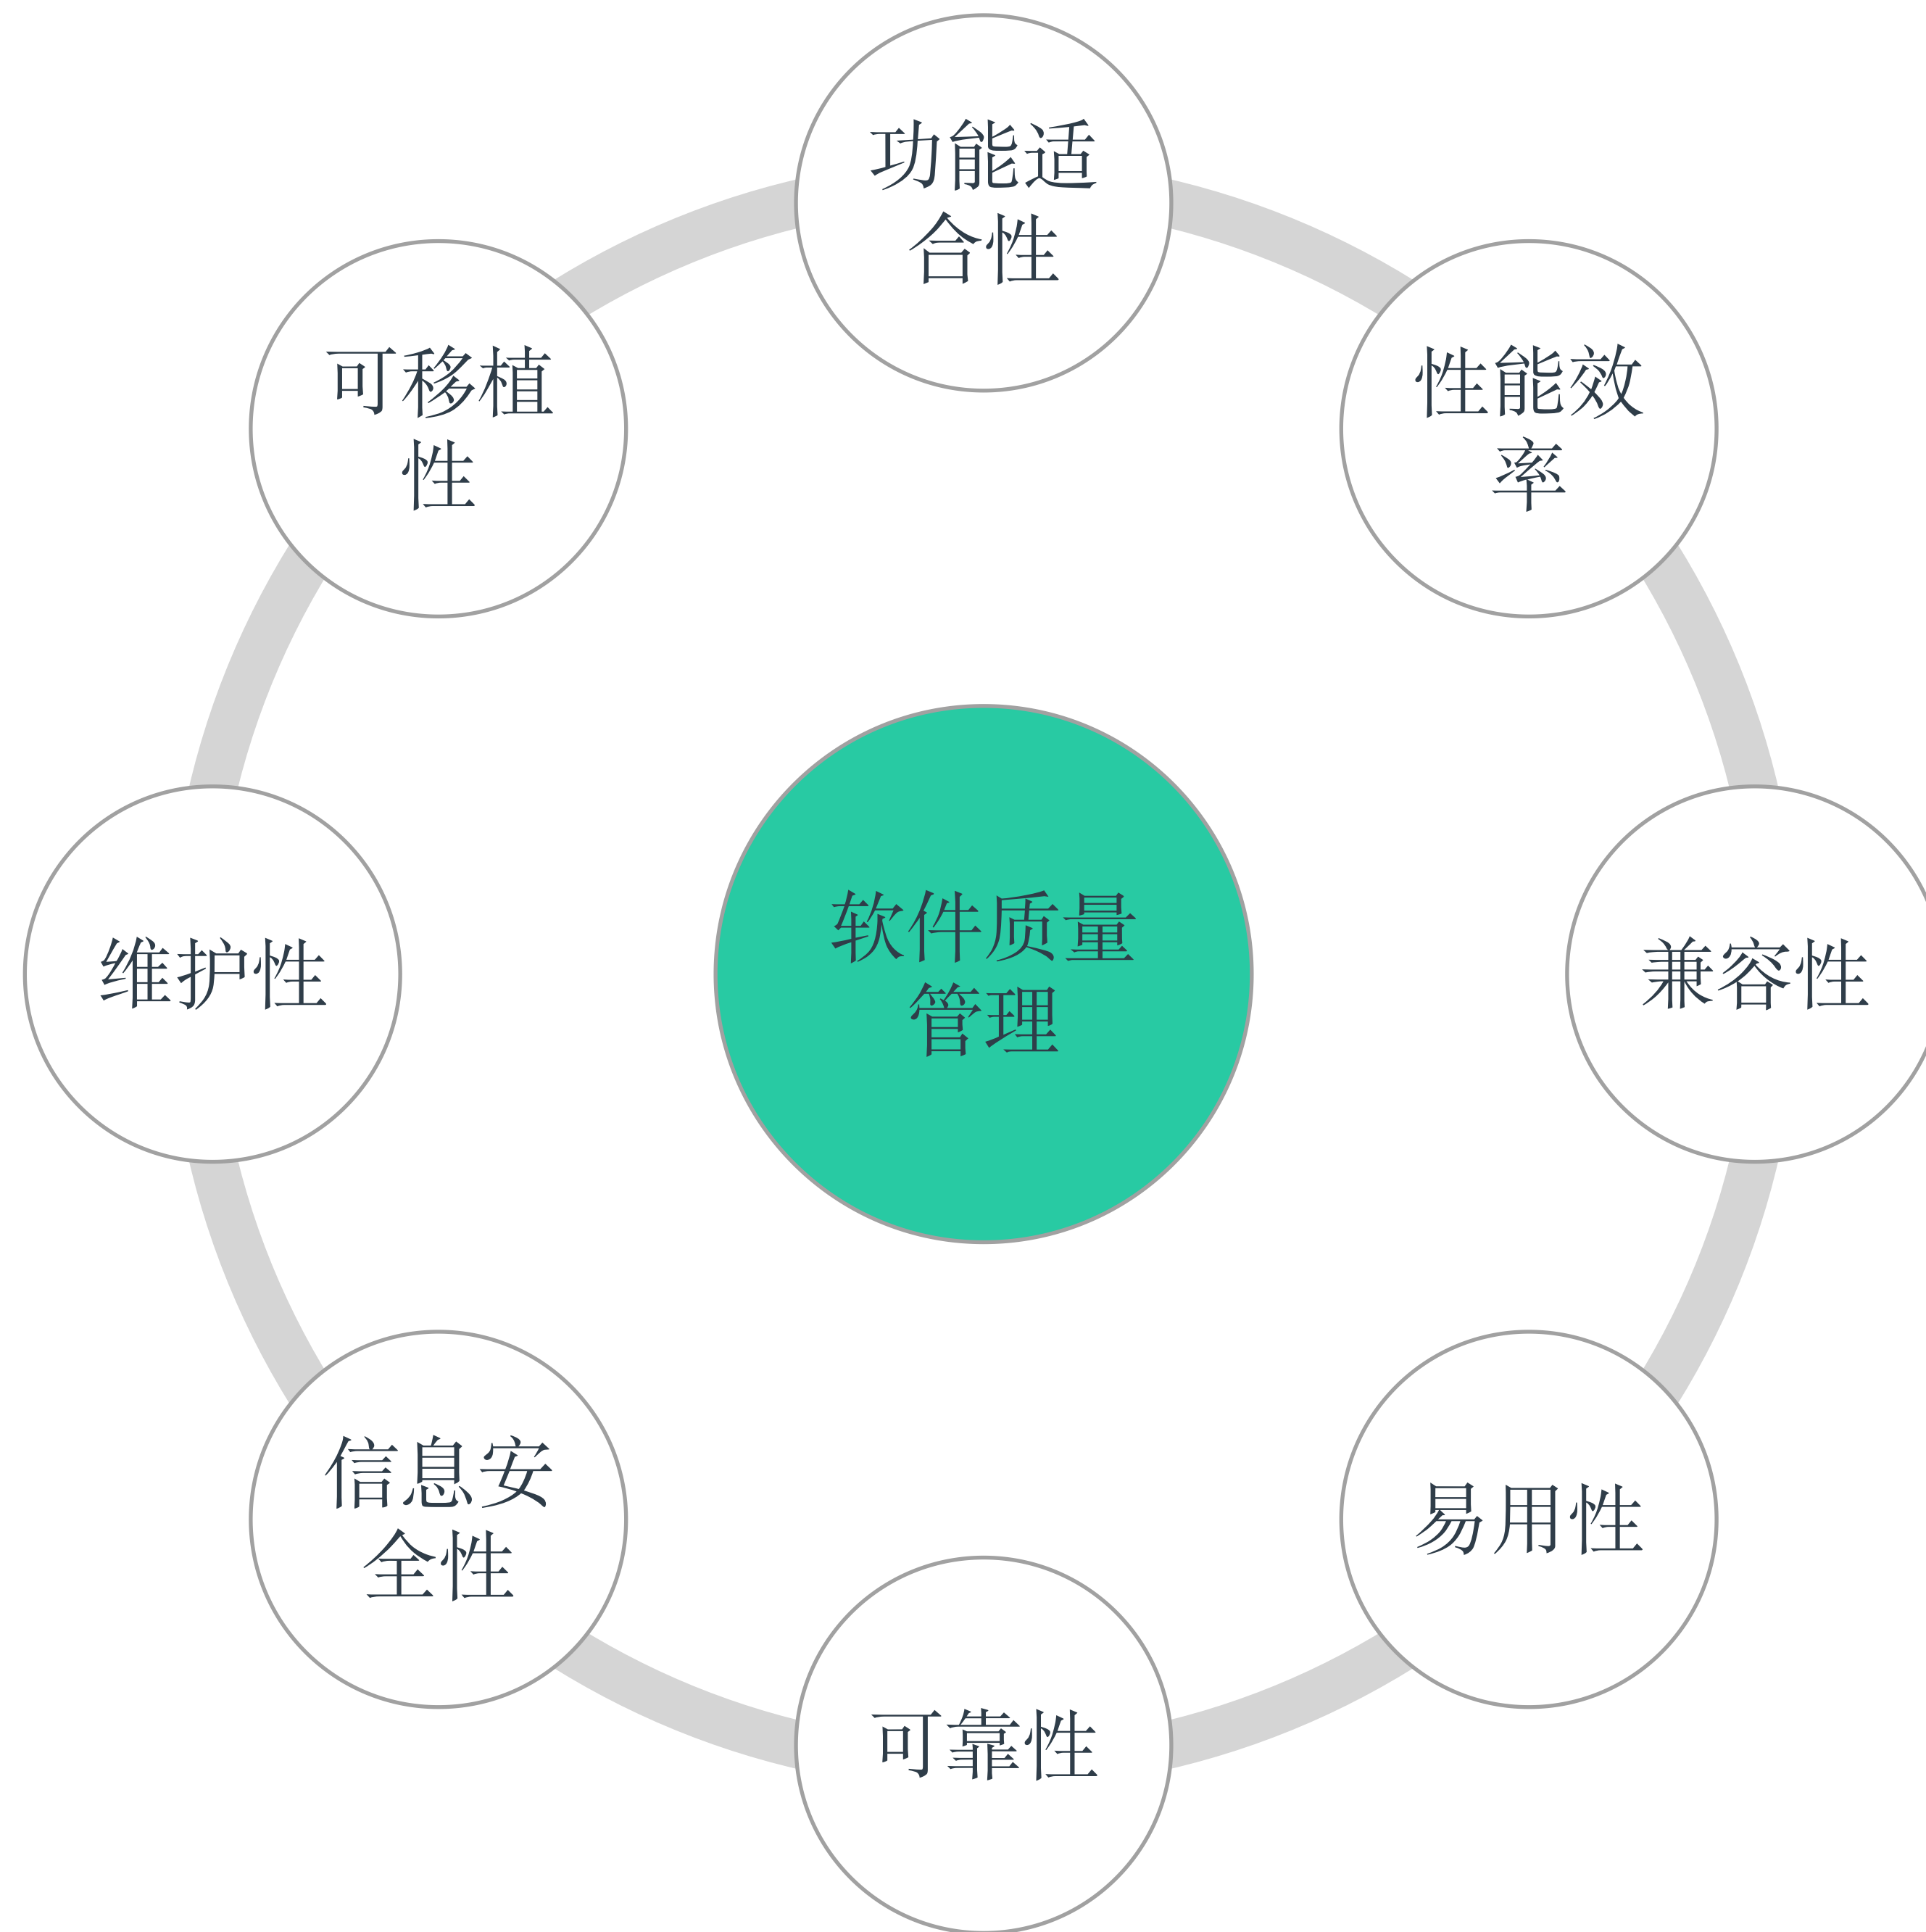 功能适
合性
可移植
性
性能效
率
软件质量
管理
维护性
兼容性
信息安
全性
易用性
可靠性